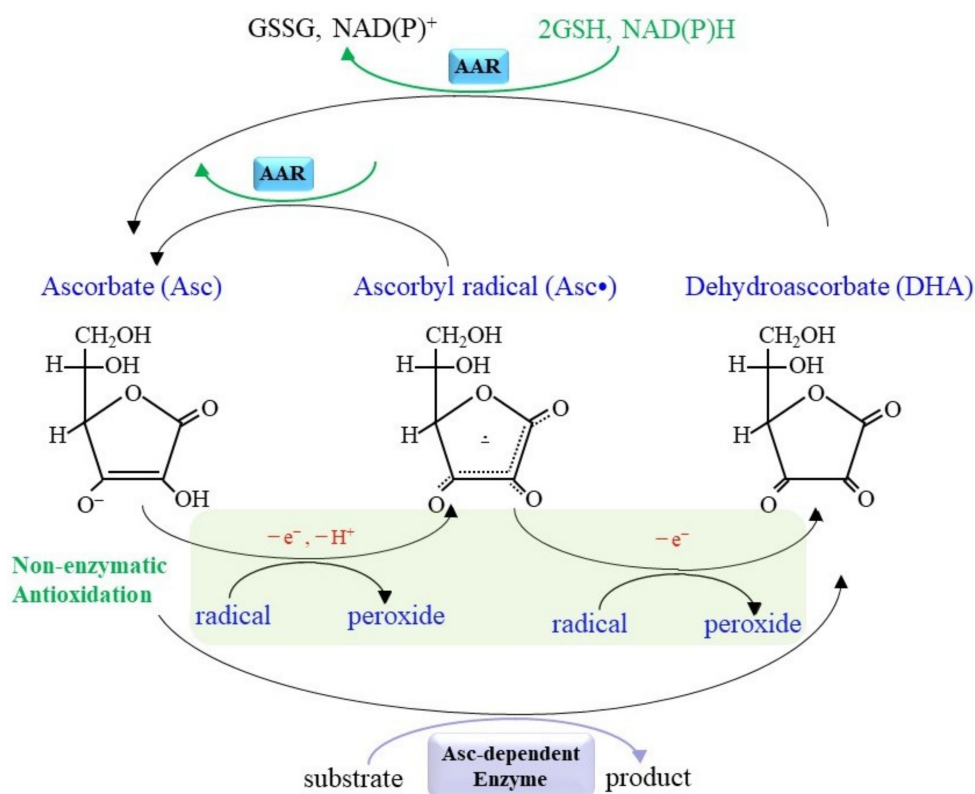 GSSG, NAD(P)⁺ 2GSH, NAD(P)H
AAR
AAR
Ascorbate (Asc) Ascorbyl radical (Asc•) Dehydroascorbate (DHA)
CH₂OH CH₂OH CH₂OH
H OH H OH H OH
O O O O O O
H H H
O⁻ OH O O O O
−e⁻, −H⁺ −e⁻
Non-enzymatic
Antioxidation
radical peroxide radical peroxide
Asc-dependent
Enzyme
substrate product